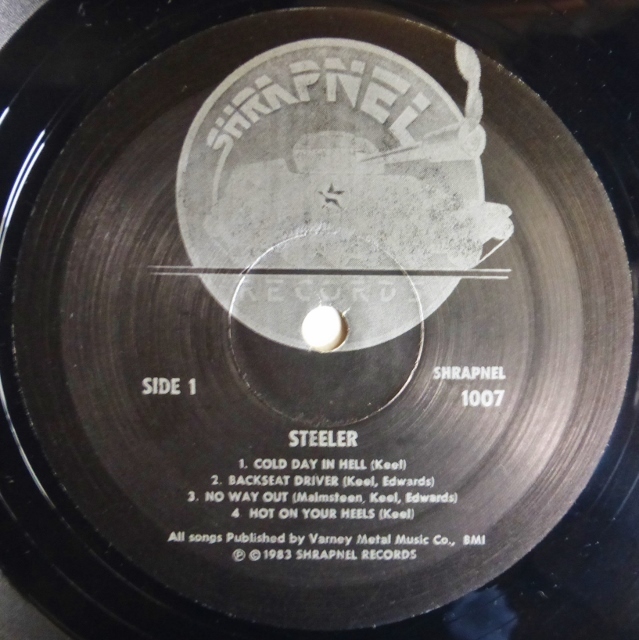 SHRAPNEL
RECORDS
SIDE 1
SHRAPNEL
1007
STEELER
1. COLD DAY IN HELL (Keel)
2. BACKSEAT DRIVER (Keel, Edwards)
3. NO WAY OUT (Malmsteen, Keel, Edwards)
4 HOT ON YOUR HEELS (Keel)
All songs Published by Varney Metal Music Co., BMI
℗ © 1983 SHRAPNEL RECORDS